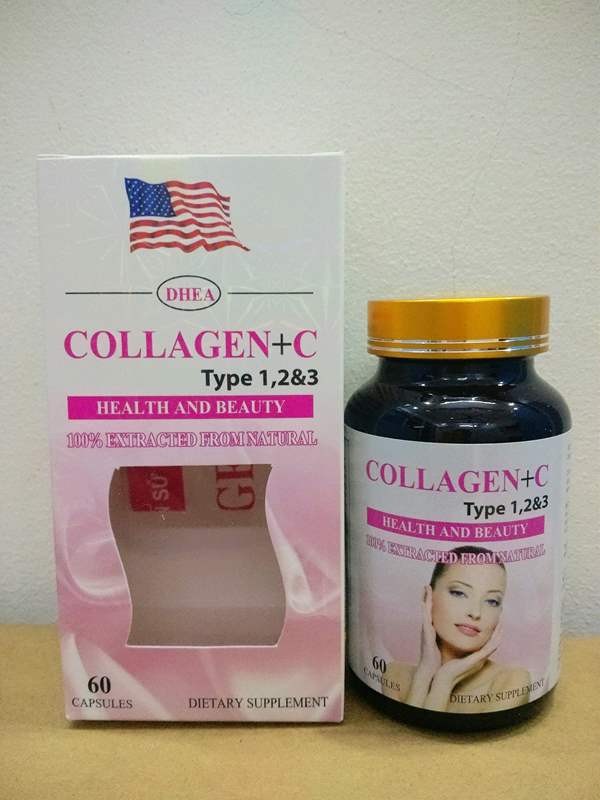 DHEA
COLLAGEN+C
Type 1,2&3
HEALTH AND BEAUTY
100% EXTRACTED FROM NATURAL
60
CAPSULES
DIETARY SUPPLEMENT
COLLAGEN+C
Type 1,2&3
HEALTH AND BEAUTY
100% EXTRACTED FROM NATURAL
60
CAPSULES
DIETARY SUPPLEMENT